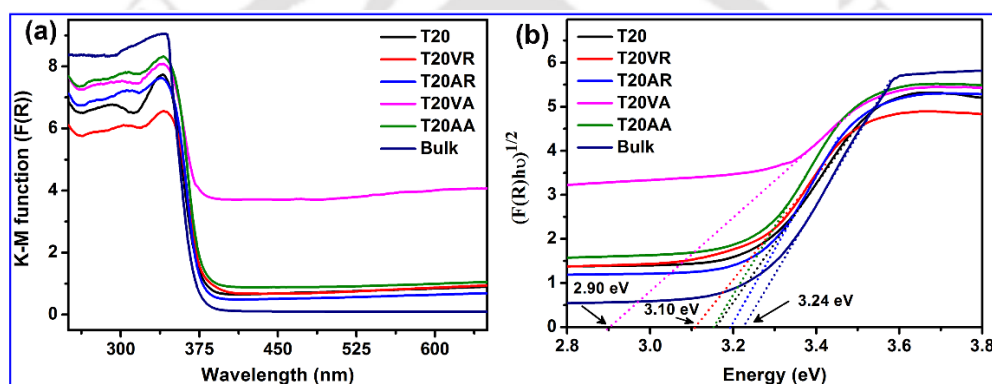 (a)
K-M function (F(R))
8
6
4
2
0
300 375 450 525 600
Wavelength (nm)
T20
T20VR
T20AR
T20VA
T20AA
Bulk
(b)
(F(R)hυ)^1/2
6
5
4
3
2
1
0
2.8 3.0 3.2 3.4 3.6 3.8
Energy (eV)
T20
T20VR
T20AR
T20VA
T20AA
Bulk
2.90 eV
3.10 eV
3.24 eV